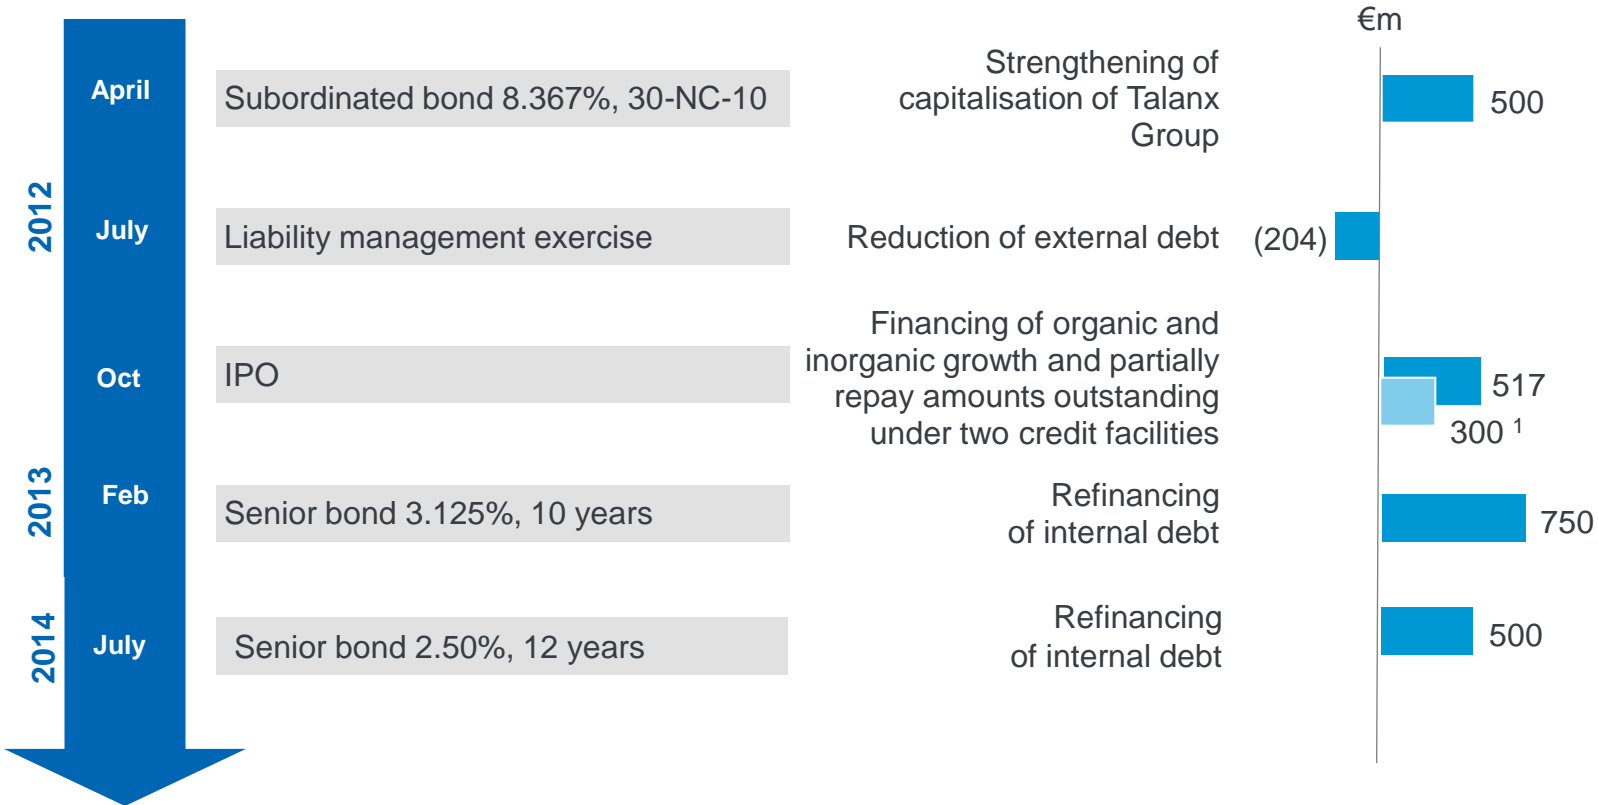 €m
2012
April
Subordinated bond 8.367%, 30-NC-10
Strengthening of
capitalisation of Talanx
Group
500
July
Liability management exercise
Reduction of external debt
(204)
Oct
IPO
Financing of organic and
inorganic growth and partially
repay amounts outstanding
under two credit facilities
517
300 1
2013
Feb
Senior bond 3.125%, 10 years
Refinancing
of internal debt
750
2014
July
Senior bond 2.50%, 12 years
Refinancing
of internal debt
500